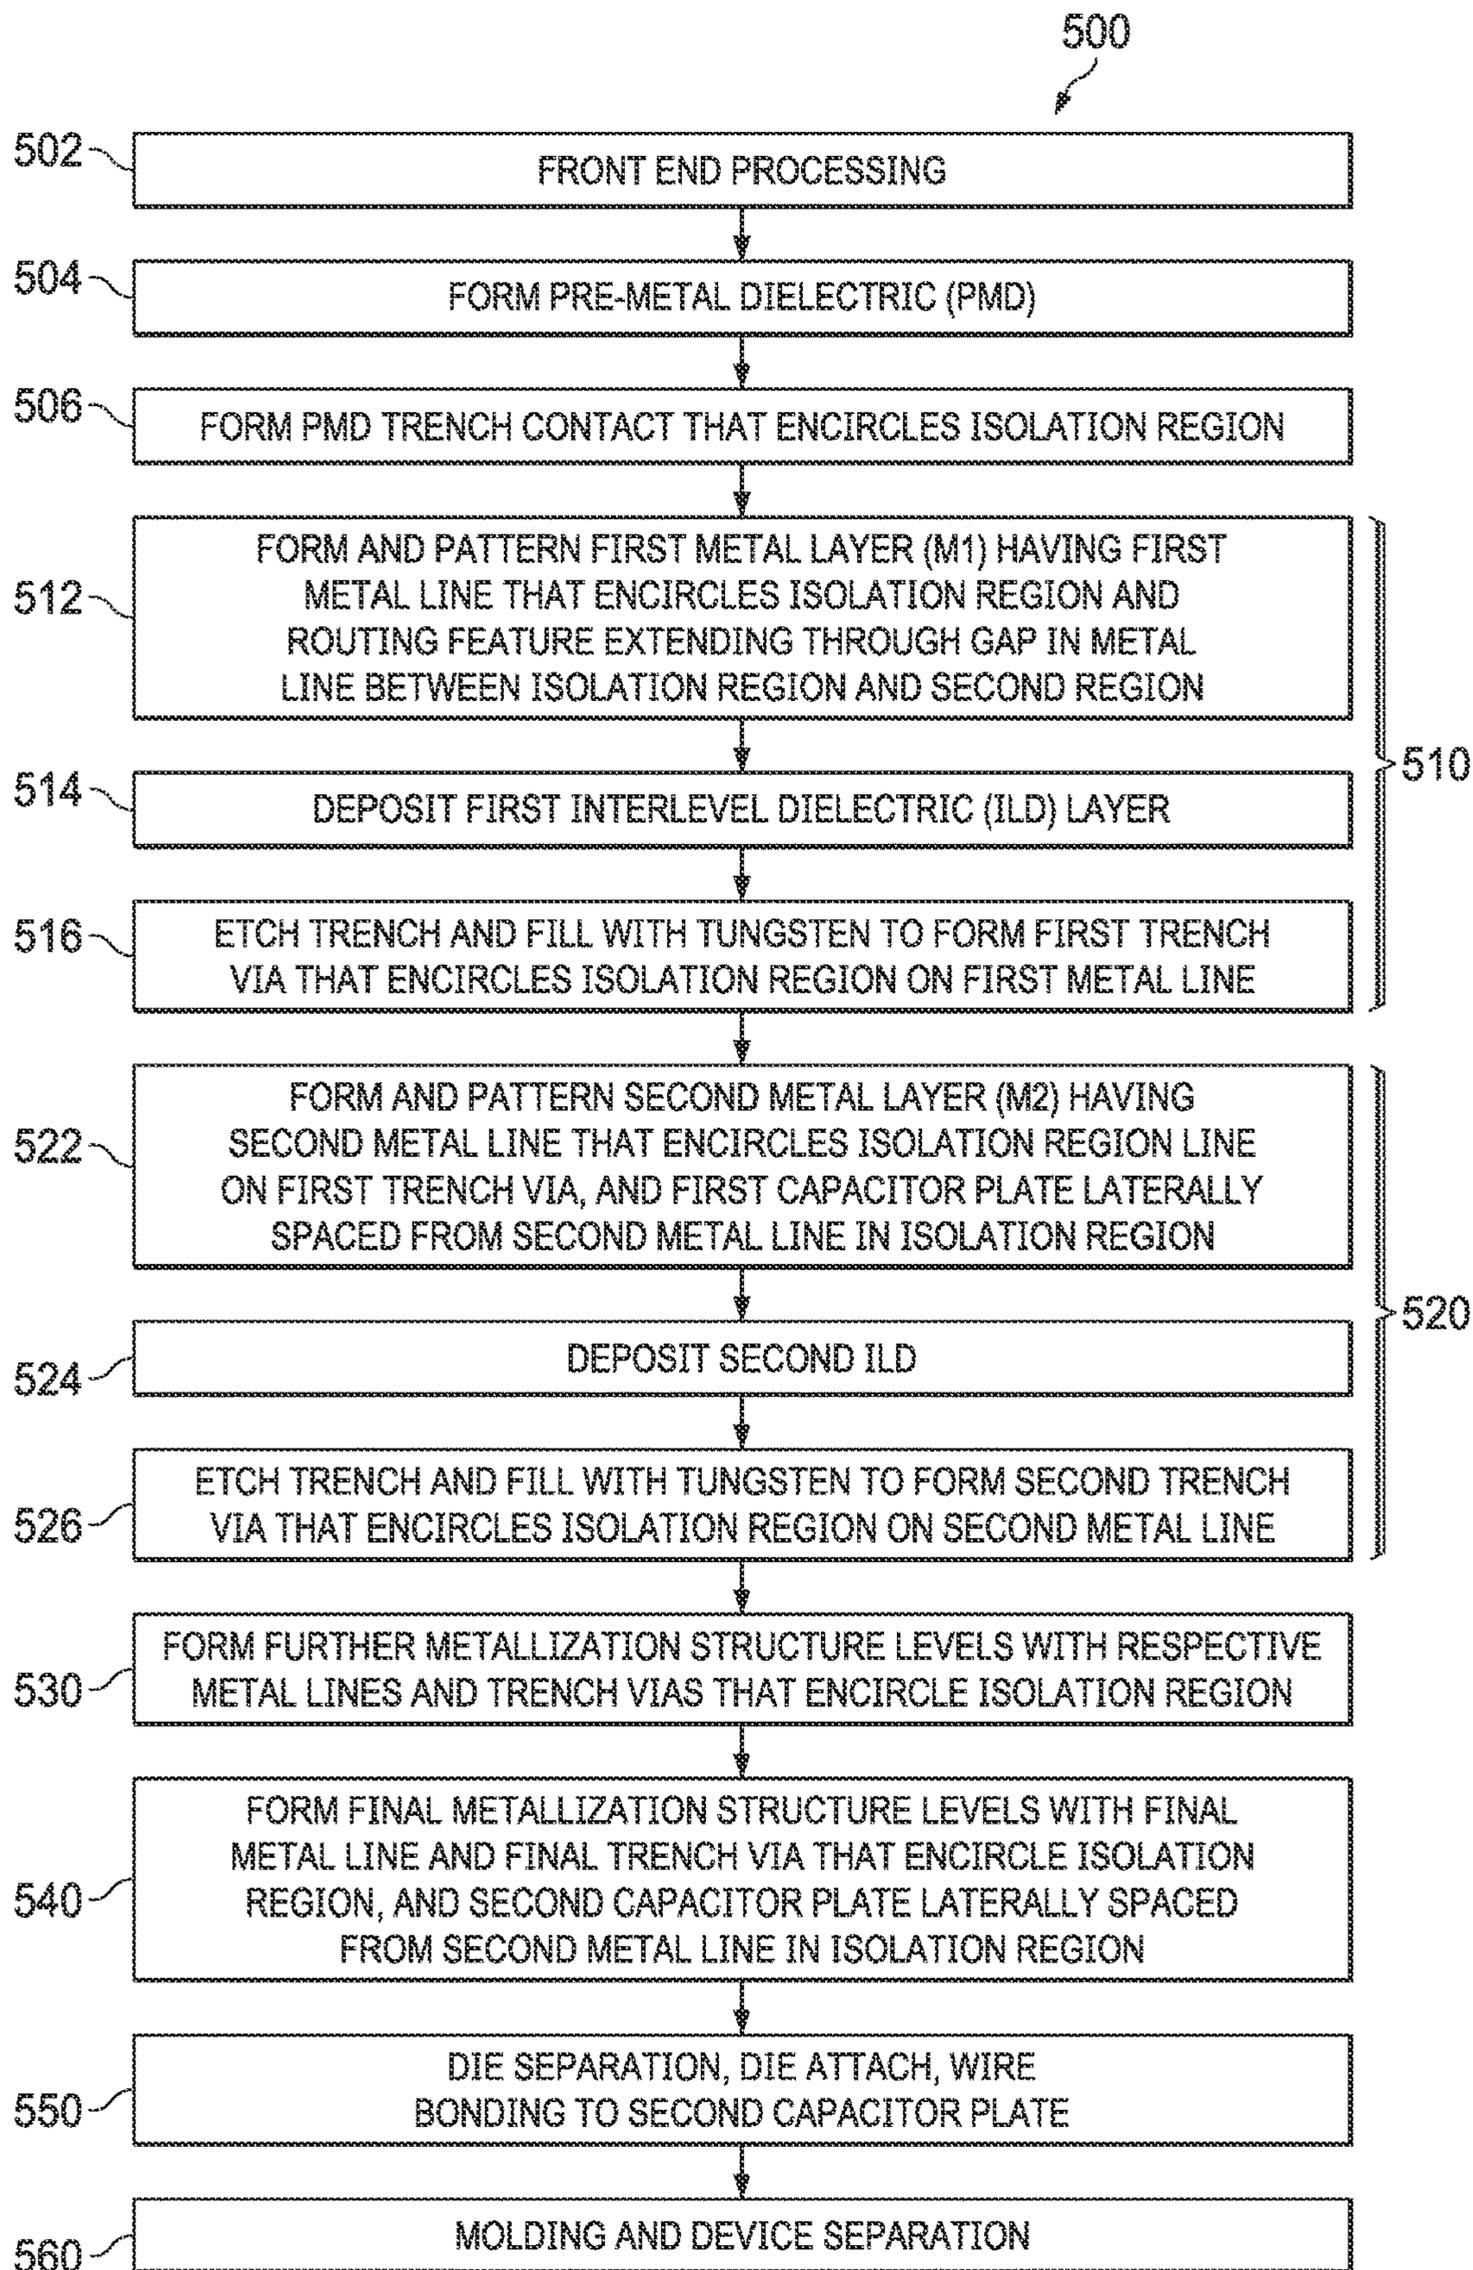 500
502
FRONT END PROCESSING
504
FORM PRE-METAL DIELECTRIC (PMD)
506
FORM PMD TRENCH CONTACT THAT ENCIRCLES ISOLATION REGION
512
FORM AND PATTERN FIRST METAL LAYER (M1) HAVING FIRST
METAL LINE THAT ENCIRCLES ISOLATION REGION AND
ROUTING FEATURE EXTENDING THROUGH GAP IN METAL
LINE BETWEEN ISOLATION REGION AND SECOND REGION
510
514
DEPOSIT FIRST INTERLEVEL DIELECTRIC (ILD) LAYER
516
ETCH TRENCH AND FILL WITH TUNGSTEN TO FORM FIRST TRENCH
VIA THAT ENCIRCLES ISOLATION REGION ON FIRST METAL LINE
522
FORM AND PATTERN SECOND METAL LAYER (M2) HAVING
SECOND METAL LINE THAT ENCIRCLES ISOLATION REGION LINE
ON FIRST TRENCH VIA, AND FIRST CAPACITOR PLATE LATERALLY
SPACED FROM SECOND METAL LINE IN ISOLATION REGION
520
524
DEPOSIT SECOND ILD
526
ETCH TRENCH AND FILL WITH TUNGSTEN TO FORM SECOND TRENCH
VIA THAT ENCIRCLES ISOLATION REGION ON SECOND METAL LINE
530
FORM FURTHER METALLIZATION STRUCTURE LEVELS WITH RESPECTIVE
METAL LINES AND TRENCH VIAS THAT ENCIRCLE ISOLATION REGION
540
FORM FINAL METALLIZATION STRUCTURE LEVELS WITH FINAL
METAL LINE AND FINAL TRENCH VIA THAT ENCIRCLE ISOLATION
REGION, AND SECOND CAPACITOR PLATE LATERALLY SPACED
FROM SECOND METAL LINE IN ISOLATION REGION
550
DIE SEPARATION, DIE ATTACH, WIRE
BONDING TO SECOND CAPACITOR PLATE
560
MOLDING AND DEVICE SEPARATION